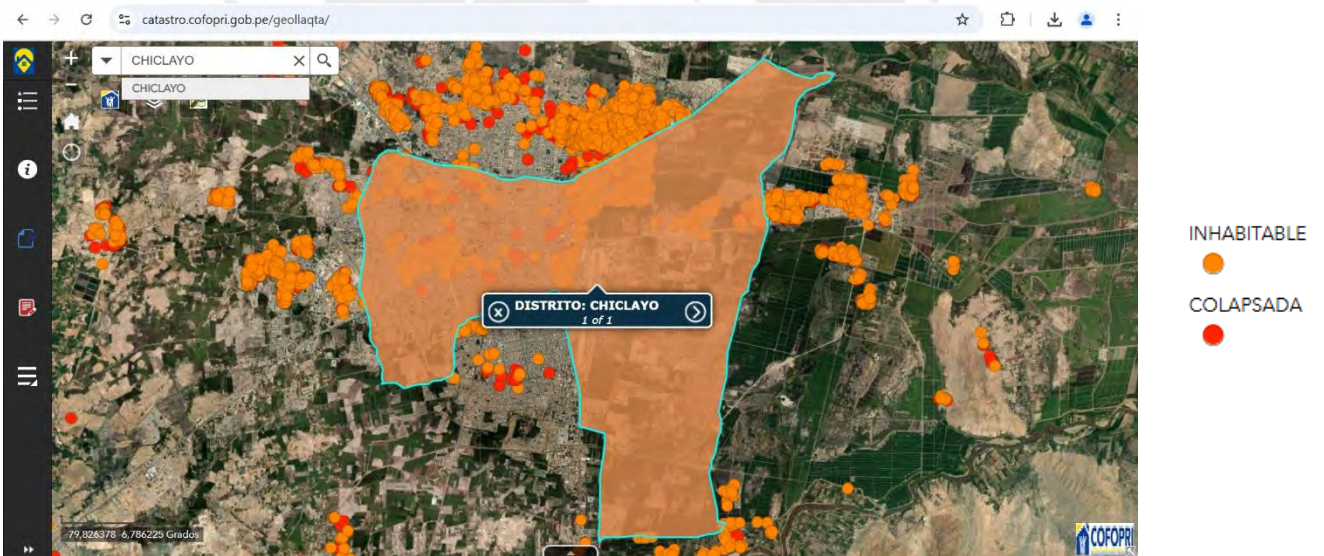 catastro.cofopri.gob.pe/geollaqta/
CHICLAYO
CHICLAYO
DISTRITO: CHICLAYO
1 of 1
INHABITABLE
COLAPSADA
79,826378 -6,786225 Grados
COFOPRI